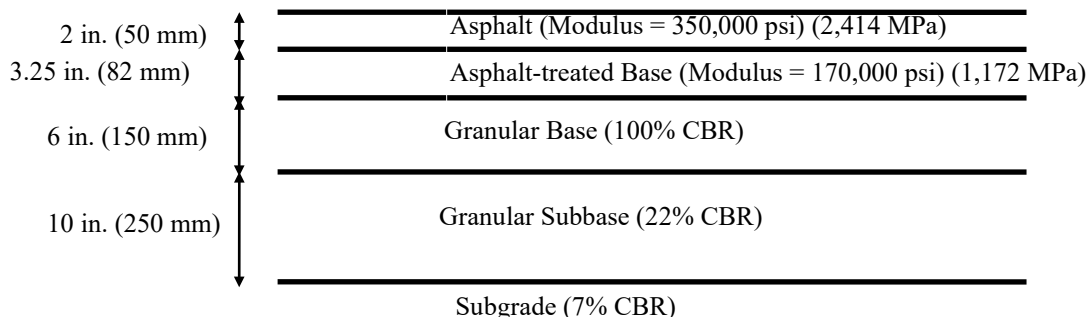 2 in. (50 mm)
Asphalt (Modulus = 350,000 psi) (2,414 MPa)
3.25 in. (82 mm)
Asphalt-treated Base (Modulus = 170,000 psi) (1,172 MPa)
6 in. (150 mm)
Granular Base (100% CBR)
10 in. (250 mm)
Granular Subbase (22% CBR)
Subgrade (7% CBR)